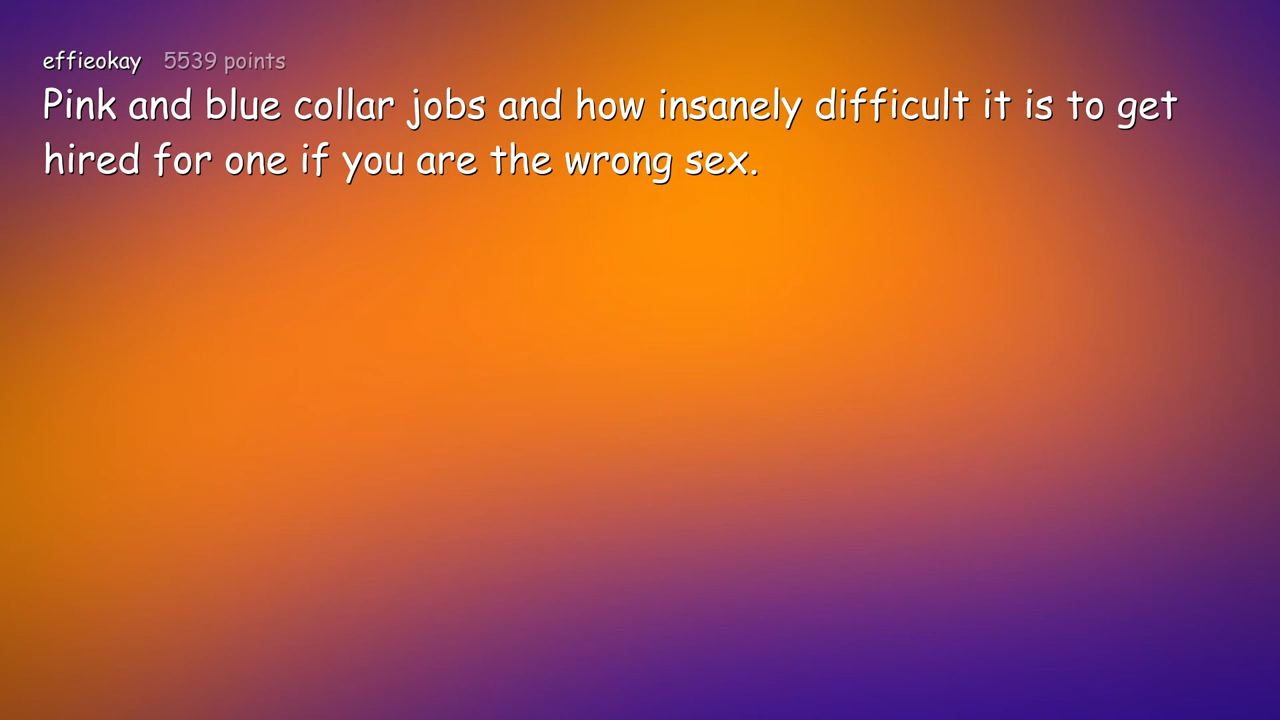 effieokay 5539 points
Pink and blue collar jobs and how insanely difficult it is to get
hired for one if you are the wrong sex.